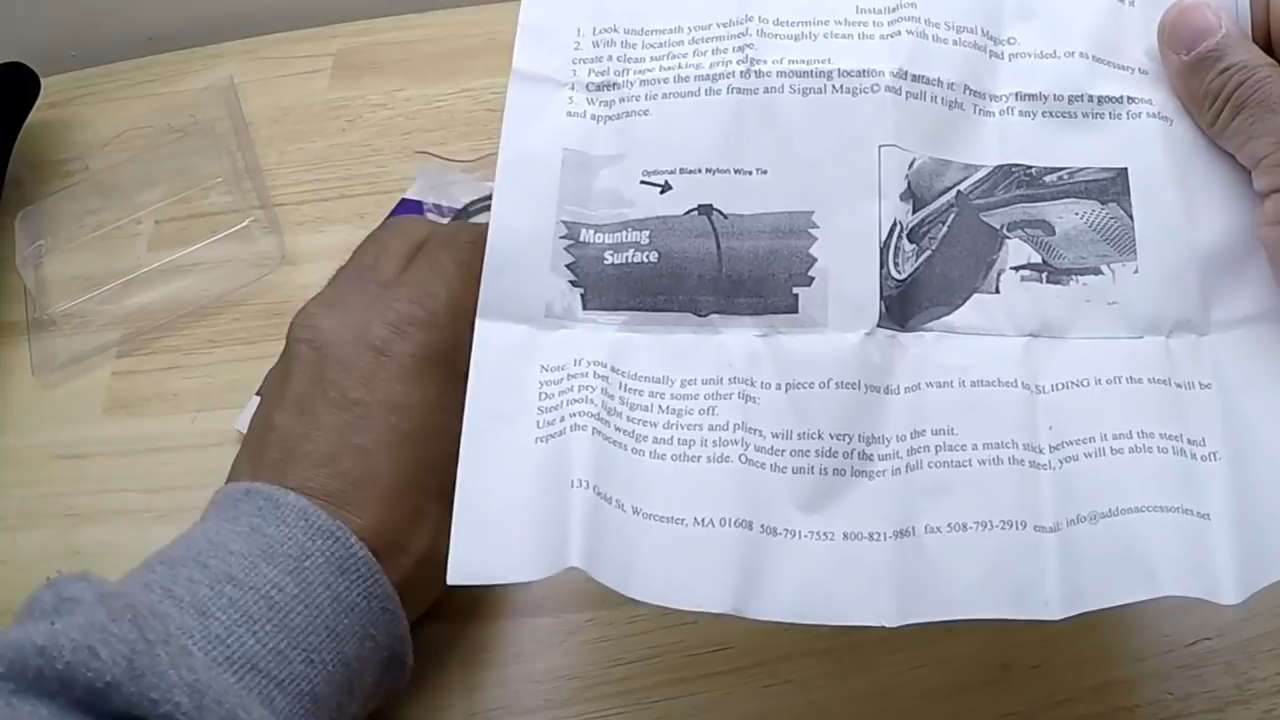 it
Installation
1. Look underneath your vehicle to determine where to mount the Signal Magic©.
2. With the location determined, thoroughly clean the area with the alcohol pad provided, or as necessary to
create a clean surface for the tape.
3. Peel off tape backing, grip edges of magnet.
4. Carefully move the magnet to the mounting location and attach it. Press very firmly to get a good bond.
5. Wrap wire tie around the frame and Signal Magic© and pull it tight. Trim off any excess wire tie for safety
and appearance.
Optional Black Nylon Wire Tie
Mounting
Surface
Note: If you accidentally get unit stuck to a piece of steel you did not want it attached to, SLIDING it off the steel will be
your best bet. Here are some other tips:
Do not pry the Signal Magic off.
Steel tools, light screw drivers and pliers, will stick very tightly to the unit.
Use a wooden wedge and tap it slowly under one side of the unit, then place a match stick between it and the steel and
repeat the process on the other side. Once the unit is no longer in full contact with the steel, you will be able to lift it off.
133 Gold St, Worcester, MA 01608 508-791-7552 800-821-9861 fax 508-793-2919 email: info@addonaccessories.net